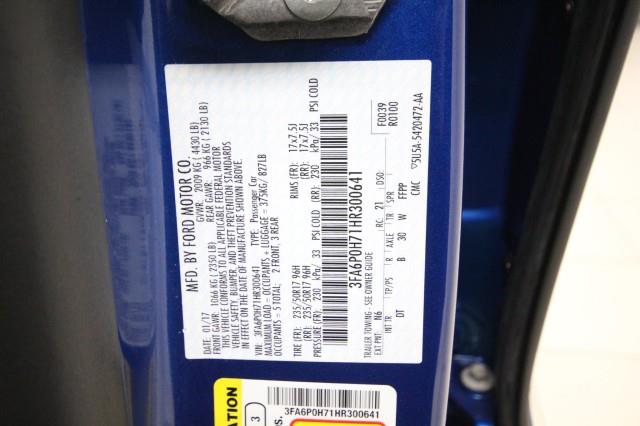 MFD. BY FORD MOTOR CO.
DATE: 01/17 GVWR: 2009 KG ( 4430 LB)
FRONT GAWR: 1066 KG ( 2350 LB) REAR GAWR: 966 KG ( 2130 LB)
THIS VEHICLE CONFORMS TO ALL APPLICABLE FEDERAL MOTOR
VEHICLE SAFETY, BUMPER, AND THEFT PREVENTION STANDARDS
IN EFFECT ON THE DATE OF MANUFACTURE SHOWN ABOVE.
VIN: 3FA6P0H71HR300641 TYPE: Passenger Car
MAXIMUM LOAD = OCCUPANTS + LUGGAGE = 375KG/ 827LB
OCCUPANTS = 5 TOTAL: 2 FRONT, 3 REAR
TIRE (FR): 235/50R17 96H RIMS (FR): 17x7.5J
(RR): 235/50R17 96H (RR): 17x7.5J
PRESSURE (FR): 230 kPa/ 33 PSI COLD (RR): 230 kPa/ 33 PSI COLD
3FA6P0H71HR300641
TRAILER TOWING - SEE OWNER GUIDE
EXT PNT: N6 RC: 21 DSO: F0039
R0100
INT TR TP/PS R AXLE TR SPR
DT B 30 W FFPP
CMC 5U5A-5420472-AA
3FA6P0H71HR300641
3